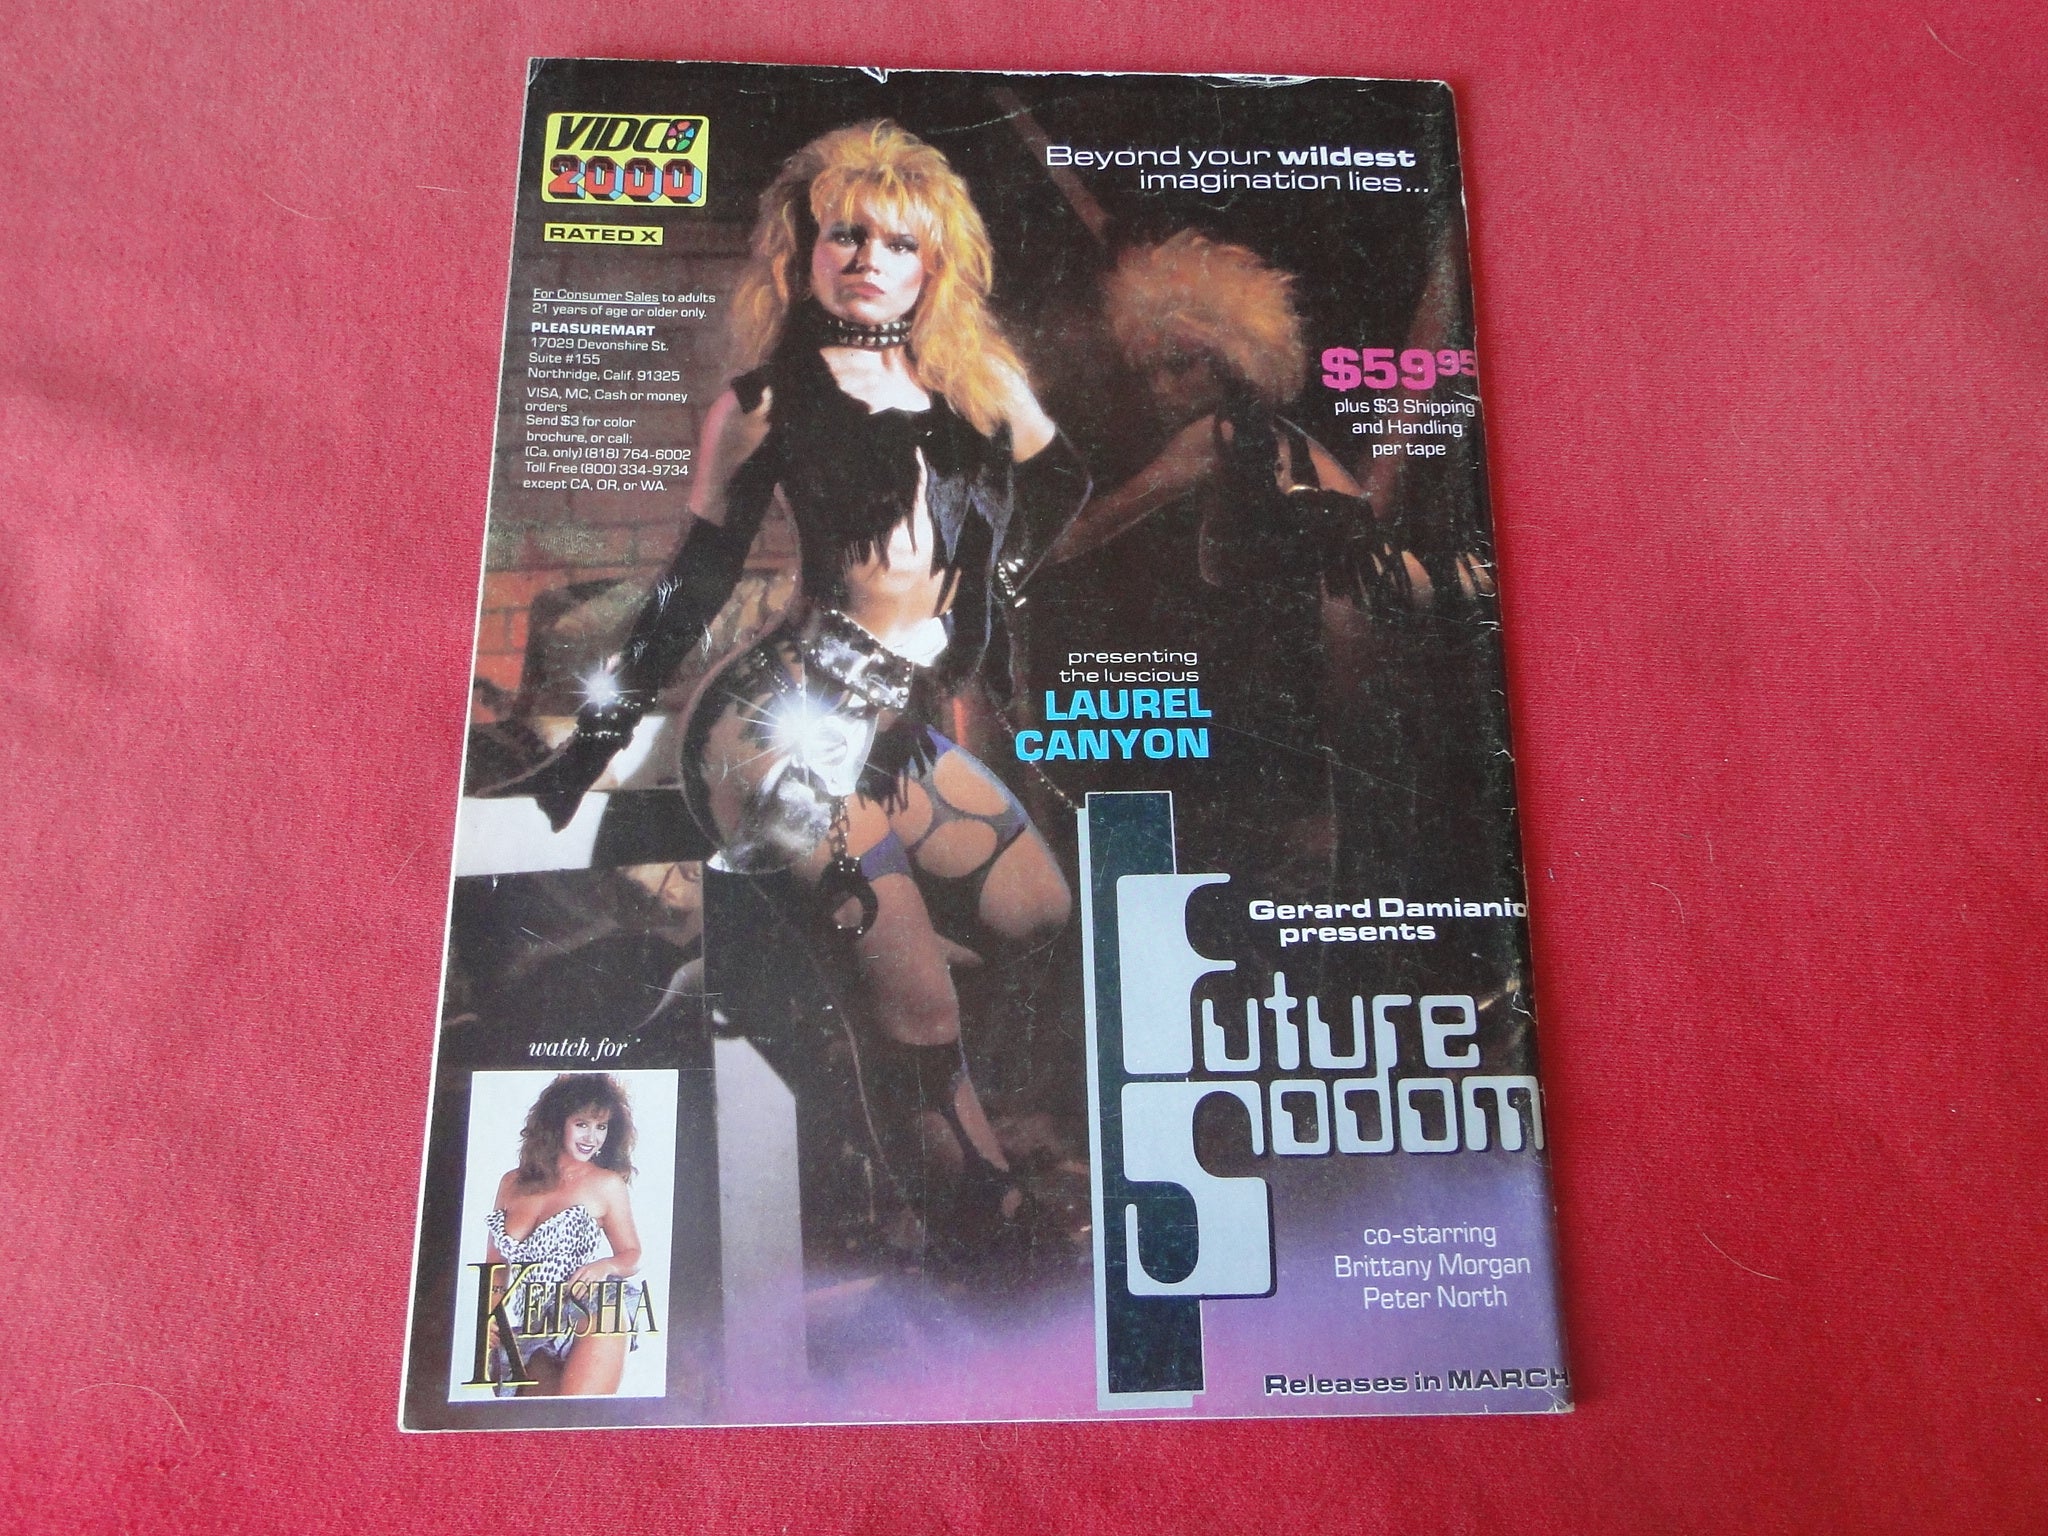 VIDCO
2000
RATED X
Beyond your wildest
imagination lies...
For Consumer Sales to adults
21 years of age or older only.
PLEASUREMART
17029 Devonshire St.
Suite #155
Northridge, Calif. 91325
VISA, MC, Cash or money
orders
Send $3 for color
brochure, or call:
(Ca. only) (818) 764-6002
Toll Free (800) 334-9734
except CA, OR, or WA.
$59.95
plus $3 Shipping
and Handling
per tape
presenting
the luscious
LAUREL
CANYON
Gerard Damiano
presents
Future
Sodom
co-starring
Brittany Morgan
Peter North
Releases in MARCH
watch for
KEISHA